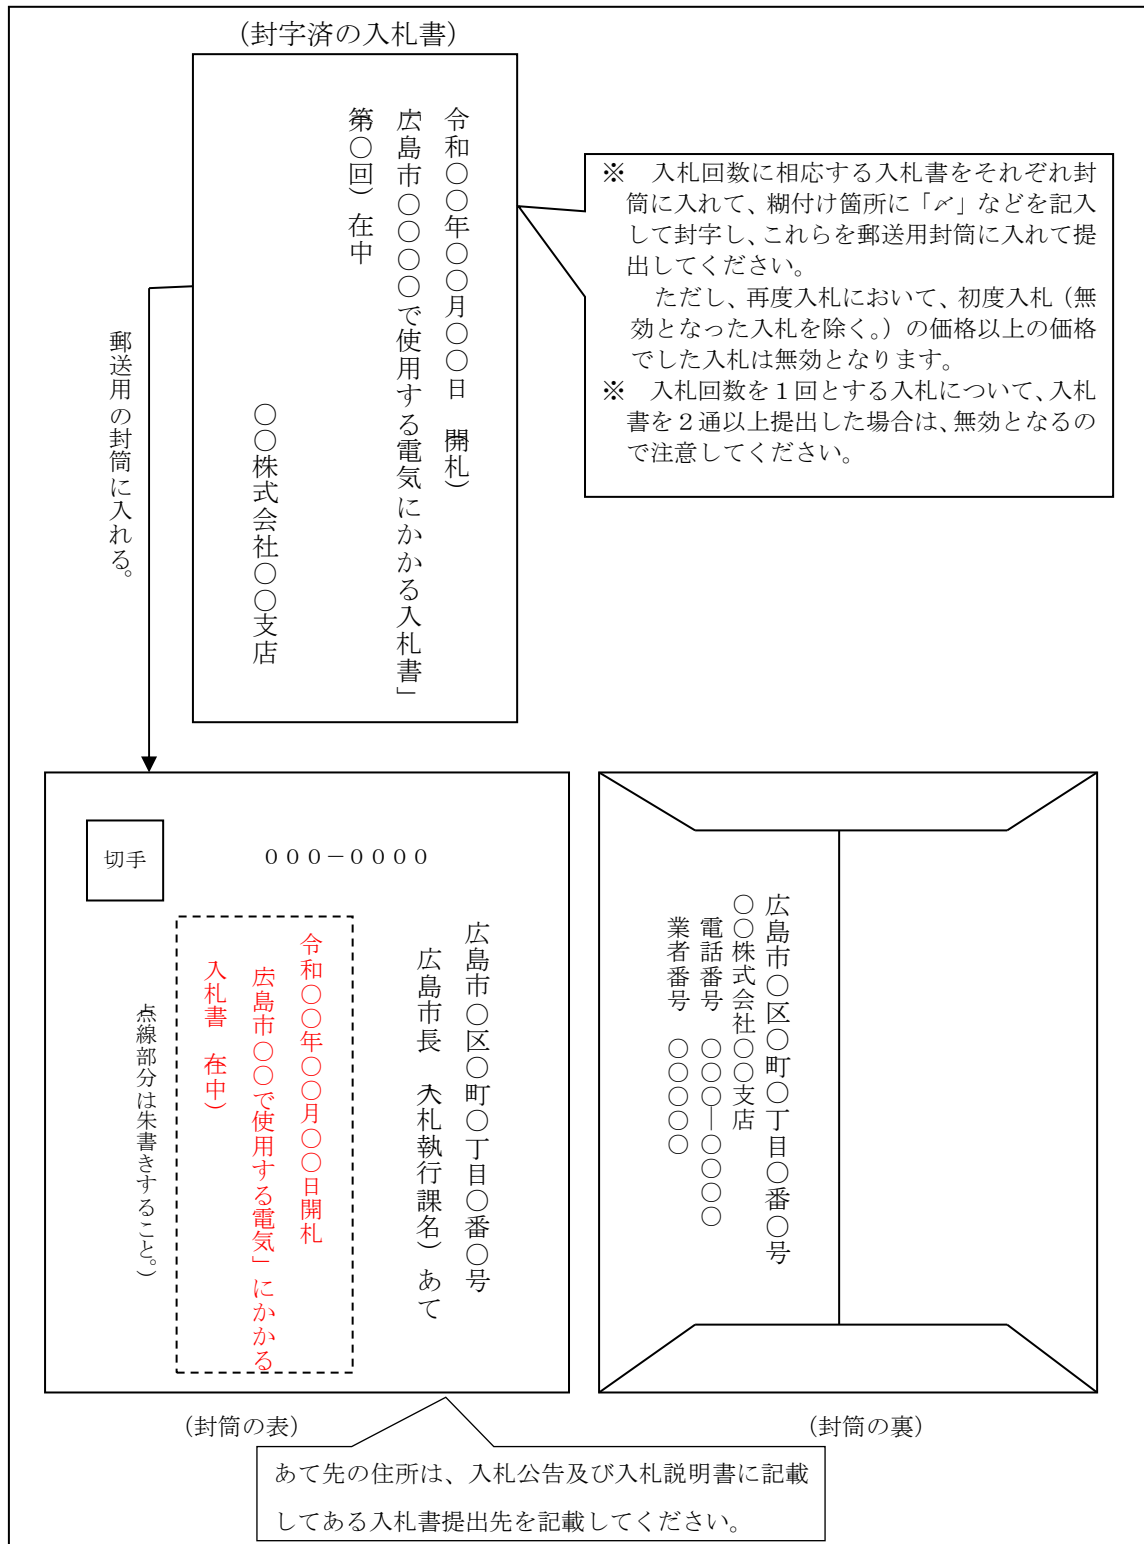 （封字済の入札書）
令和〇〇年〇〇月〇〇日　開札）
「広島市〇〇〇〇で使用する電気にかかる入札書」
第〇回）在中
〇〇株式会社〇〇支店
※　入札回数に相応する入札書をそれぞれ封
筒に入れて、糊付け箇所に「〆」などを記入
して封字し、これらを郵送用封筒に入れて提
出してください。
ただし、再度入札において、初度入札（無
効となった入札を除く。）の価格以上の価格
でした入札は無効となります。
※　入札回数を１回とする入札について、入札
書を２通以上提出した場合は、無効となるの
で注意してください。
郵送用の封筒に入れる。
切手
０００－００００
広島市〇区〇町〇丁目〇番〇号
広島市長　（入札執行課名）あて
令和〇〇年〇〇月〇〇日開札
「広島市〇〇で使用する電気」にかかる
入札書　（在中）
（点線部分は朱書きすること。）
（封筒の表）
広島市〇区〇町〇丁目〇番〇号
〇〇株式会社〇〇支店
電話番号　〇〇〇―〇〇〇〇
業者番号　〇〇〇〇〇
（封筒の裏）
あて先の住所は、入札公告及び入札説明書に記載
してある入札書提出先を記載してください。